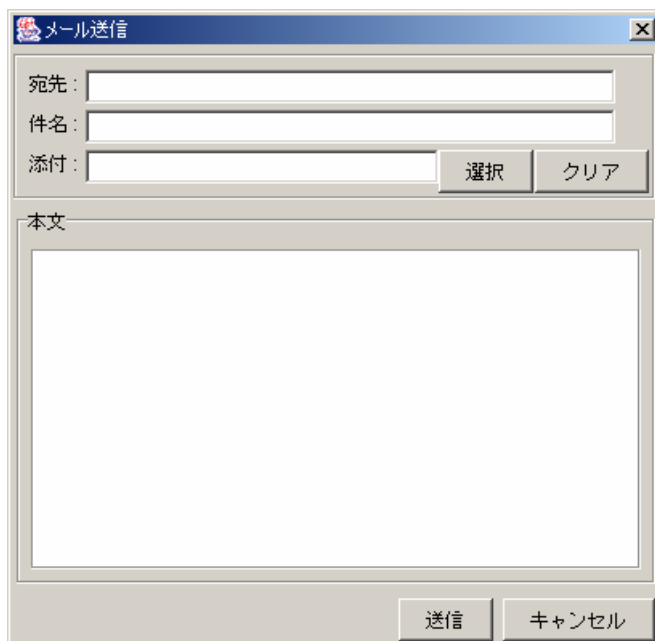 メール送信
宛先：
件名：
添付： 選択 クリア
本文
送信 キャンセル